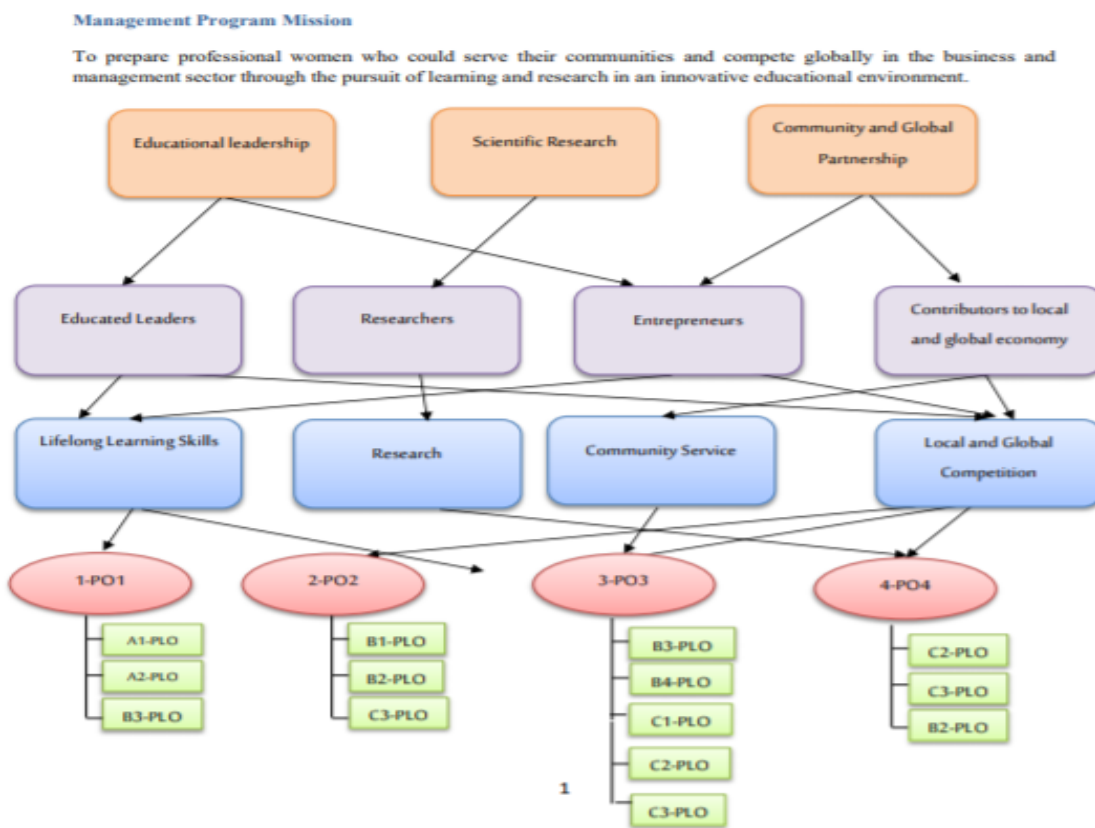 Management Program Mission
To prepare professional women who could serve their communities and compete globally in the business and
management sector through the pursuit of learning and research in an innovative educational environment.
Educational leadership
Scientific Research
Community and Global
Partnership
Educated Leaders
Researchers
Entrepreneurs
Contributors to local
and global economy
Lifelong Learning Skills
Research
Community Service
Local and Global
Competition
1-PO1
2-PO2
3-PO3
4-PO4
A1-PLO
A2-PLO
B3-PLO
B1-PLO
B2-PLO
C3-PLO
B3-PLO
B4-PLO
C1-PLO
C2-PLO
C3-PLO
C2-PLO
C3-PLO
B2-PLO
1